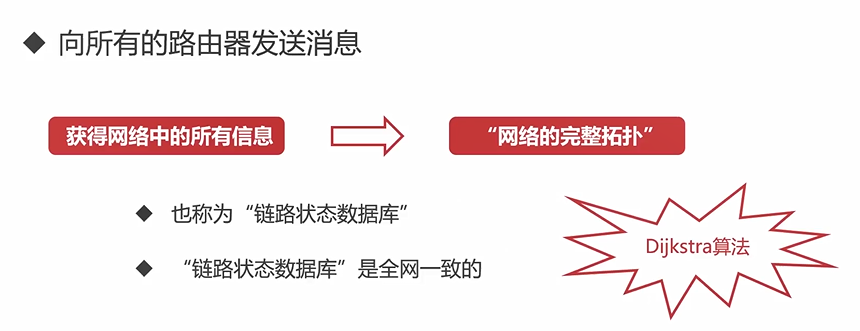 向所有的路由器发送消息
获得网络中的所有信息
“网络的完整拓扑”
也称为“链路状态数据库”
“链路状态数据库”是全网一致的
Dijkstra算法